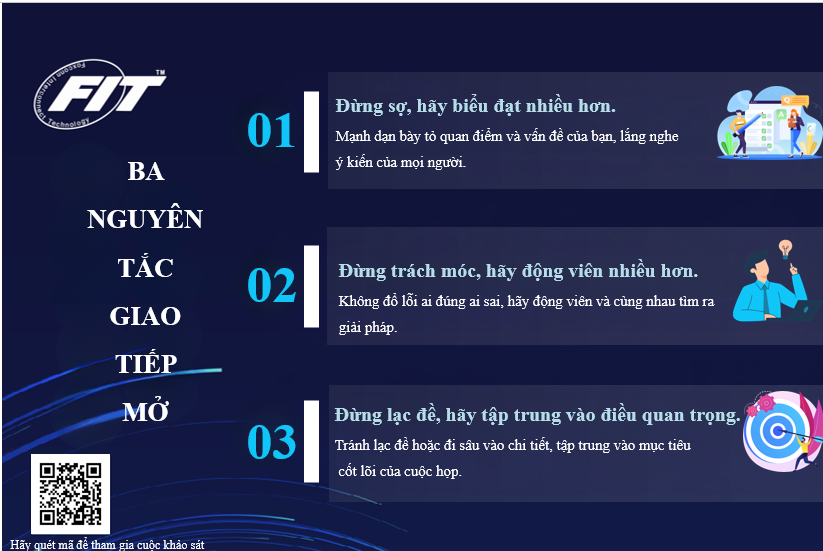 FIT™
Foxconn Interconnect Technology
BA
NGUYÊN
TẮC
GIAO
TIẾP
MỞ
Hãy quét mã để tham gia cuộc khảo sát
01
Đừng sợ, hãy biểu đạt nhiều hơn.
Mạnh dạn bày tỏ quan điểm và vấn đề của bạn, lắng nghe
ý kiến của mọi người.
02
Đừng trách móc, hãy động viên nhiều hơn.
Không đổ lỗi ai đúng ai sai, hãy động viên và cùng nhau tìm ra
giải pháp.
03
Đừng lạc đề, hãy tập trung vào điều quan trọng.
Tránh lạc đề hoặc đi sâu vào chi tiết, tập trung vào mục tiêu
cốt lõi của cuộc họp.